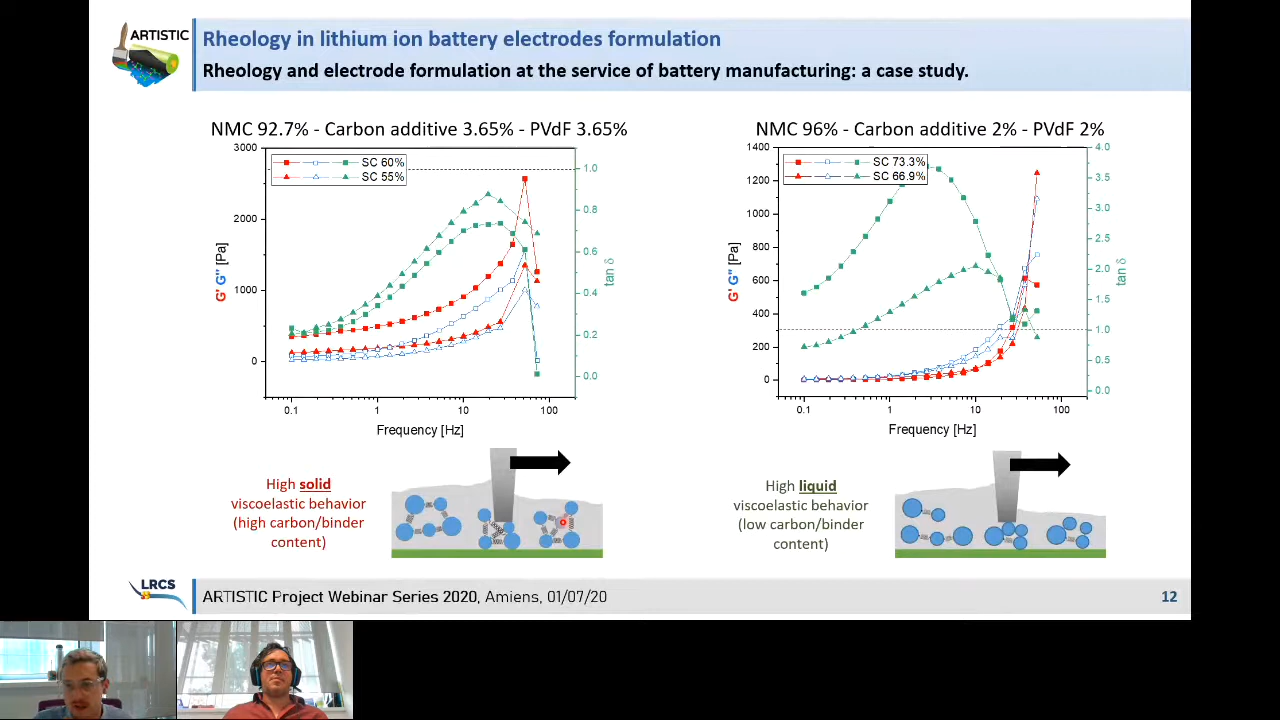 ARTISTIC
Rheology in lithium ion battery electrodes formulation
Rheology and electrode formulation at the service of battery manufacturing: a case study.
NMC 92.7% - Carbon additive 3.65% - PVdF 3.65%
SC 60%
SC 55%
3000
2000
1000
0
G' G'' [Pa]
1.0
0.8
0.6
0.4
0.2
0.0
tan δ
0.1
1
10
100
Frequency [Hz]
NMC 96% - Carbon additive 2% - PVdF 2%
SC 73.3%
SC 66.9%
1400
1200
1000
800
600
400
200
0
G' G'' [Pa]
4.0
3.5
3.0
2.5
2.0
1.5
1.0
0.5
0.0
tan δ
0.1
1
10
100
Frequency [Hz]
High solid
viscoelastic behavior
(high carbon/binder
content)
High liquid
viscoelastic behavior
(low carbon/binder
content)
LRCS
ARTISTIC Project Webinar Series 2020, Amiens, 01/07/20
12